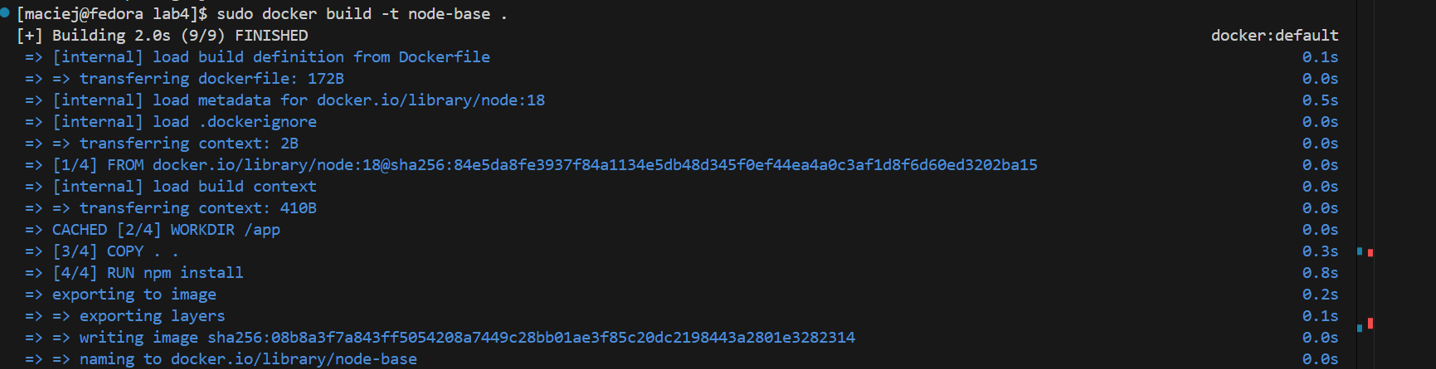 [maciej@fedora lab4]$ sudo docker build -t node-base .
[+] Building 2.0s (9/9) FINISHED docker:default
=> [internal] load build definition from Dockerfile 0.1s
=> => transferring dockerfile: 172B 0.0s
=> [internal] load metadata for docker.io/library/node:18 0.5s
=> [internal] load .dockerignore 0.0s
=> => transferring context: 2B 0.0s
=> [1/4] FROM docker.io/library/node:18@sha256:84e5da8fe3937f84a1134e5db48d345f0ef44ea4a0c3af1d8f6d60ed3202ba15 0.0s
=> [internal] load build context 0.0s
=> => transferring context: 410B 0.0s
=> CACHED [2/4] WORKDIR /app 0.0s
=> [3/4] COPY . . 0.3s
=> [4/4] RUN npm install 0.8s
=> exporting to image 0.2s
=> => exporting layers 0.1s
=> => writing image sha256:08b8a3f7a843ff5054208a7449c28bb01ae3f85c20dc2198443a2801e3282314 0.0s
=> => naming to docker.io/library/node-base 0.0s